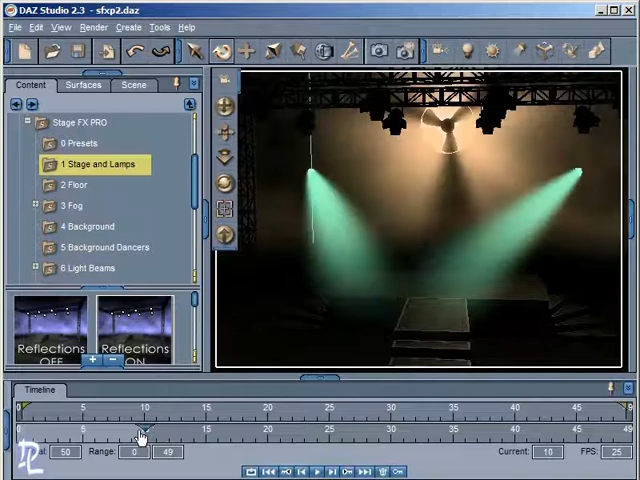 DAZ Studio 2.3 - sfxp2.daz
File Edit View Render Create Tools Help
Content Surfaces Scene
Stage FX PRO
0 Presets
1 Stage and Lamps
2 Floor
3 Fog
4 Background
5 Background Dancers
6 Light Beams
Reflections Reflections
OFF ON
Timeline
0 5 10 15 20 25 30 35 40 45 49
0 5 15 20 25 30 35 40 45 49
50 Range: 0 49 Current: 10 FPS: 25